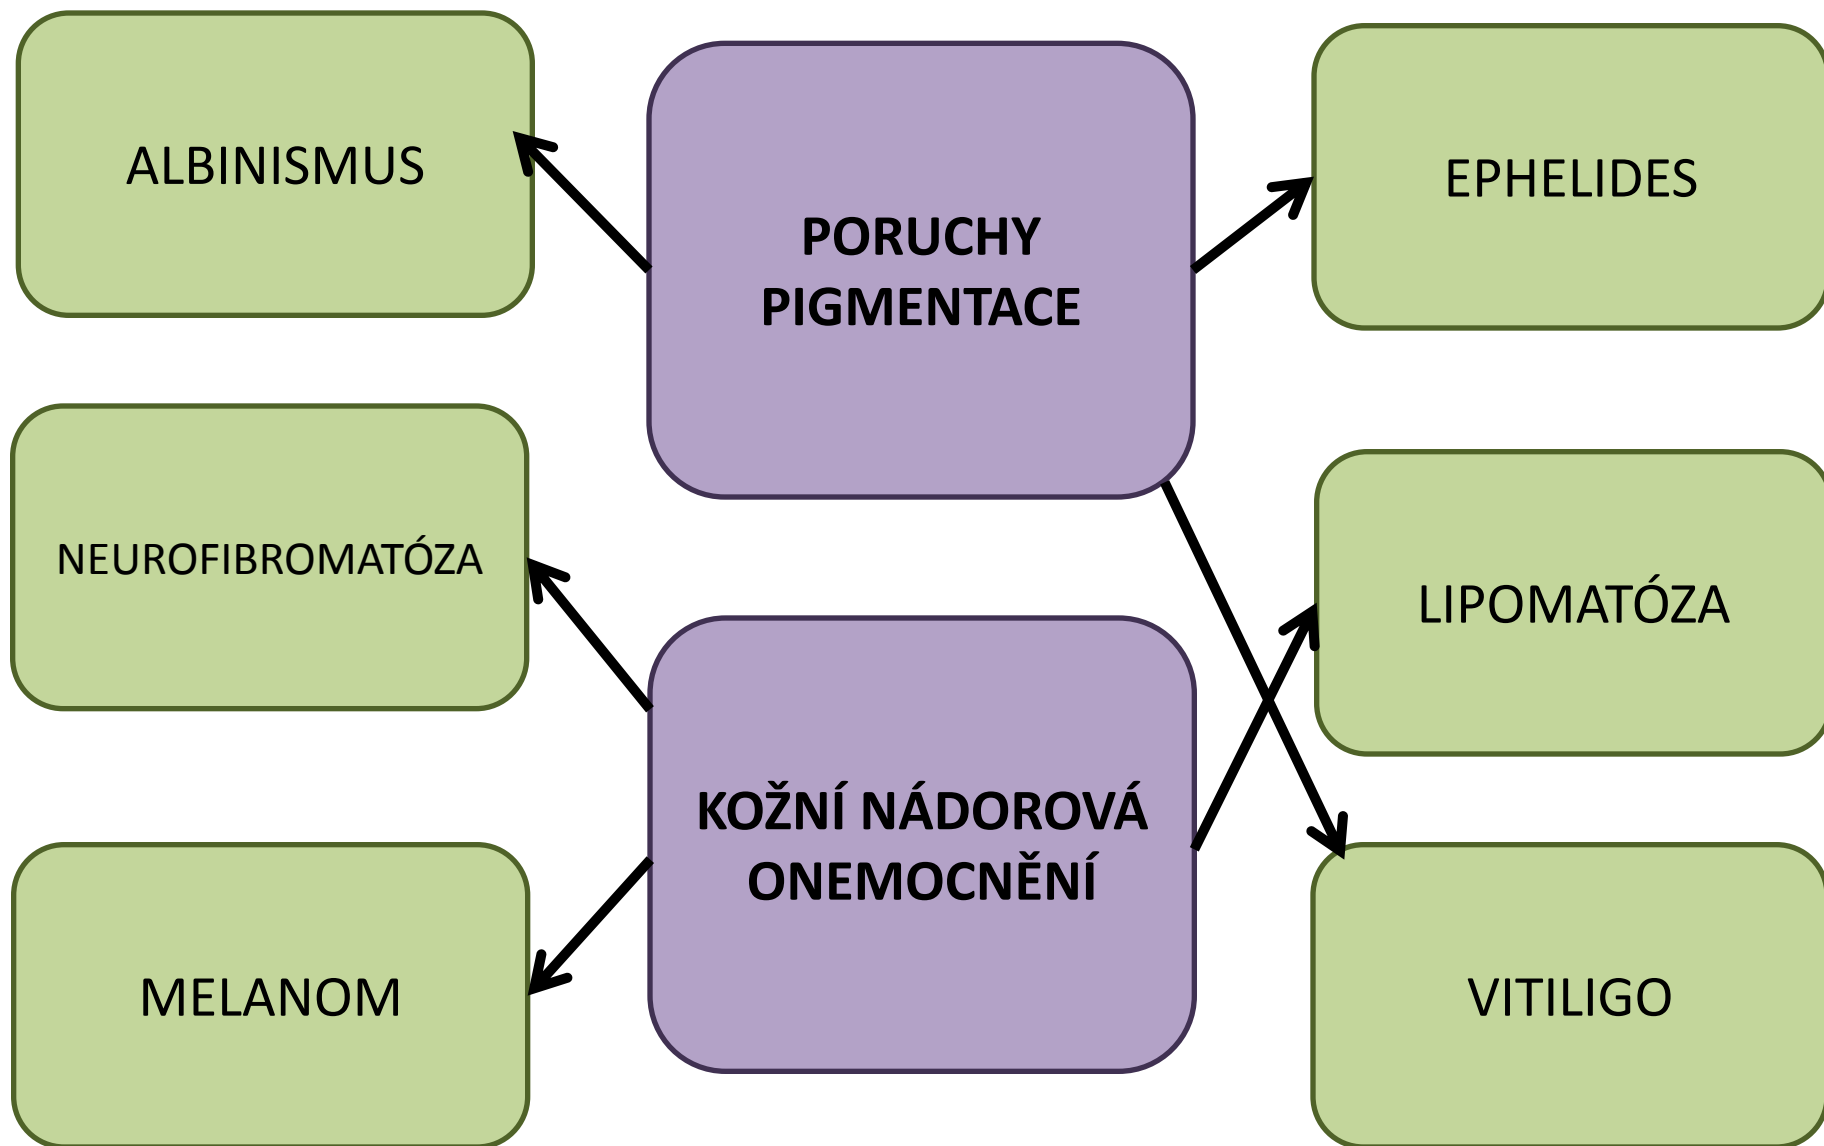 ALBINISMUS
PORUCHY
PIGMENTACE
EPHELIDES
NEUROFIBROMATÓZA
LIPOMATÓZA
KOŽNÍ NÁDOROVÁ
ONEMOCNĚNÍ
MELANOM
VITILIGO